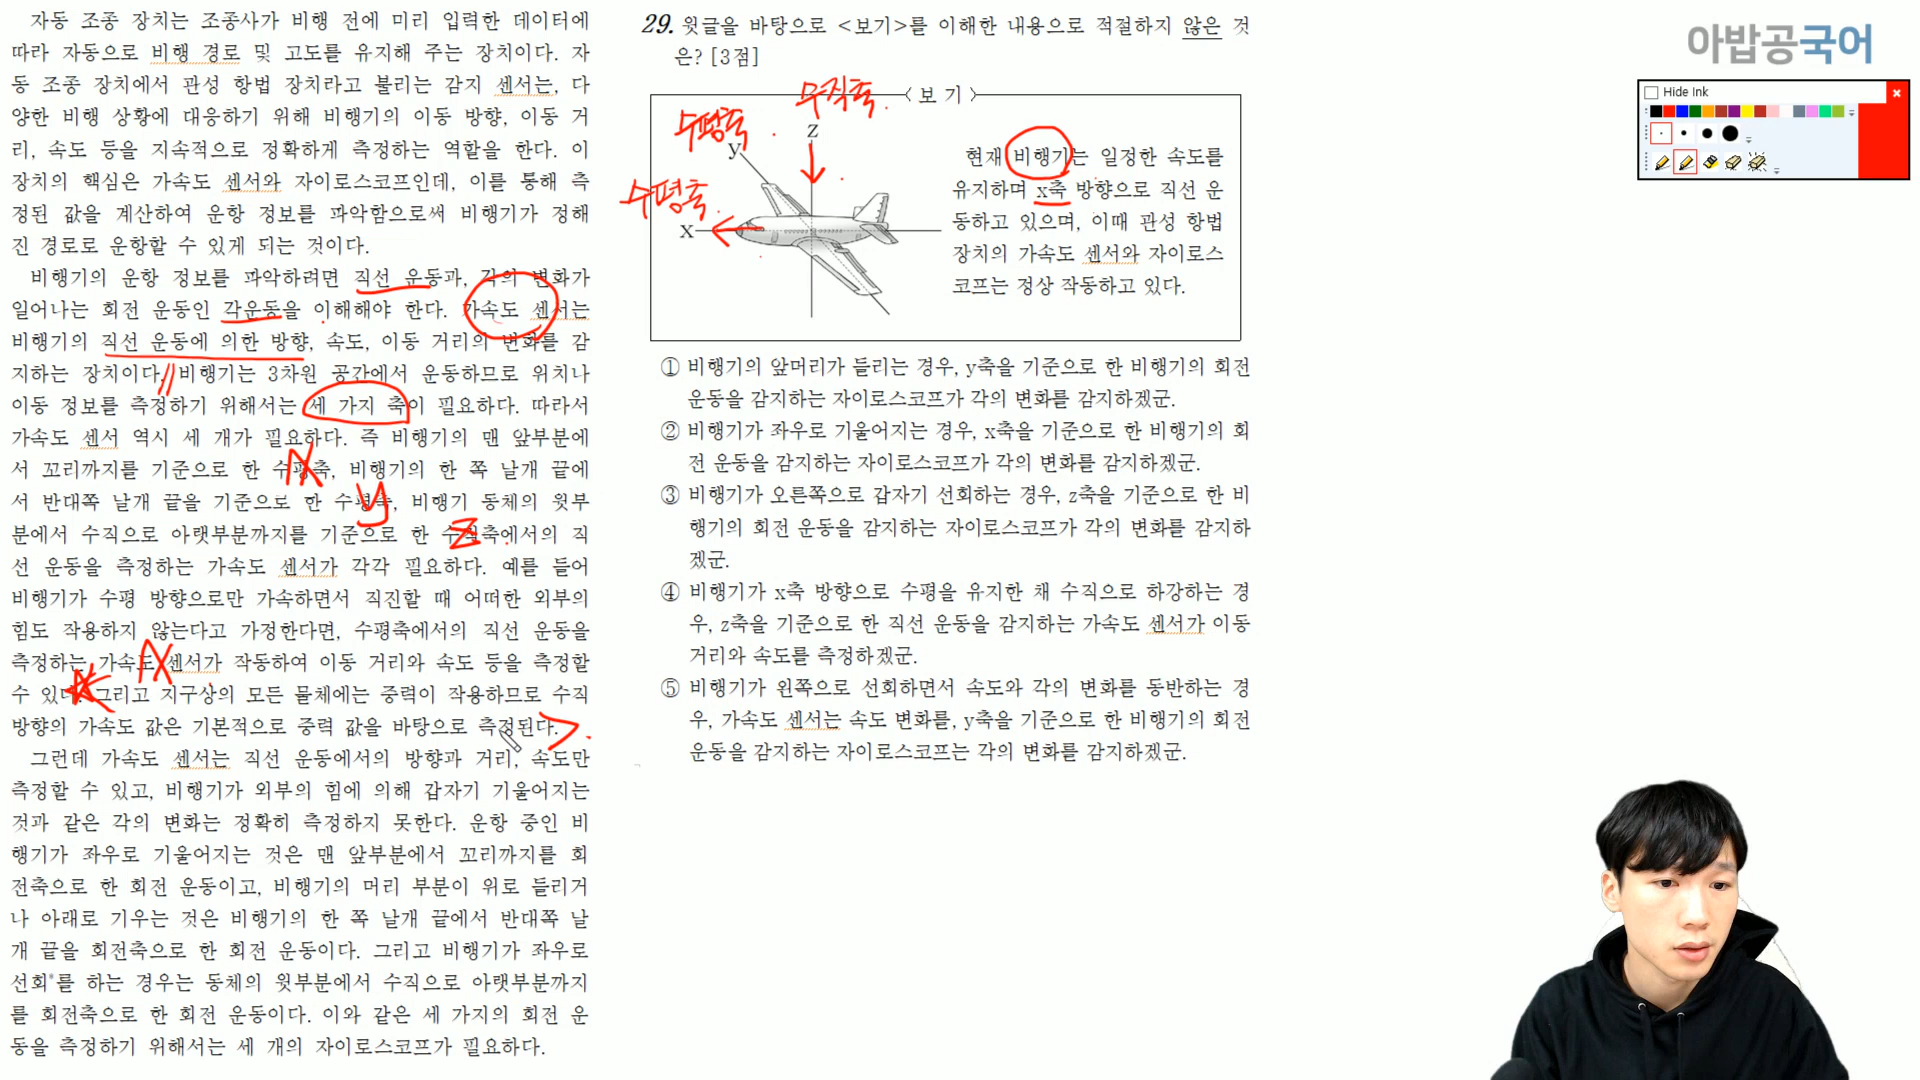 자동 조종 장치는 조종사가 비행 전에 미리 입력한 데이터에
따라 자동으로 비행 경로 및 고도를 유지해 주는 장치이다. 자
동 조종 장치에서 관성 항법 장치라고 불리는 감지 센서는, 다
양한 비행 상황에 대응하기 위해 비행기의 이동 방향, 이동 거
리, 속도 등을 지속적으로 정확하게 측정하는 역할을 한다. 이
장치의 핵심은 가속도 센서와 자이로스코프인데, 이를 통해 측
정된 값을 계산하여 운항 정보를 파악함으로써 비행기가 정해
진 경로로 운항할 수 있게 되는 것이다.
비행기의 운항 정보를 파악하려면 직선 운동과, 각의 변화가
일어나는 회전 운동인 각운동을 이해해야 한다. 가속도 센서는
비행기의 직선 운동에 의한 방향, 속도, 이동 거리의 변화를 감
지하는 장치이다. 비행기는 3차원 공간에서 운동하므로 위치나
이동 정보를 측정하기 위해서는 세 가지 축이 필요하다. 따라서
가속도 센서 역시 세 개가 필요하다. 즉 비행기의 맨 앞부분에
서 꼬리까지를 기준으로 한 수평축, 비행기의 한 쪽 날개 끝에
x
서 반대쪽 날개 끝을 기준으로 한 수평축, 비행기 동체의 윗부
y
분에서 수직으로 아랫부분까지를 기준으로 한 수직축에서의 직
z
선 운동을 측정하는 가속도 센서가 각각 필요하다. 예를 들어
비행기가 수평 방향으로만 가속하면서 직진할 때 어떠한 외부의
힘도 작용하지 않는다고 가정한다면, 수평축에서의 직선 운동을
측정하는 가속도 센서가 작동하여 이동 거리와 속도 등을 측정할
x
수 있다. 그리고 지구상의 모든 물체에는 중력이 작용하므로 수직
방향의 가속도 값은 기본적으로 중력 값을 바탕으로 측정된다.
그런데 가속도 센서는 직선 운동에서의 방향과 거리, 속도만
측정할 수 있고, 비행기가 외부의 힘에 의해 갑자기 기울어지는
것과 같은 각의 변화는 정확히 측정하지 못한다. 운항 중인 비
행기가 좌우로 기울어지는 것은 맨 앞부분에서 꼬리까지를 회
전축으로 한 회전 운동이고, 비행기의 머리 부분이 위로 들리거
나 아래로 기우는 것은 비행기의 한 쪽 날개 끝에서 반대쪽 날
개 끝을 회전축으로 한 회전 운동이다. 그리고 비행기가 좌우로
선회*를 하는 경우는 동체의 윗부분에서 수직으로 아랫부분까지
를 회전축으로 한 회전 운동이다. 이와 같은 세 가지의 회전 운
동을 측정하기 위해서는 세 개의 자이로스코프가 필요하다.
29. 윗글을 바탕으로 <보기>를 이해한 내용으로 적절하지 않은 것
은? [3점]
<보 기>
수직축
수평축
수평축
z
y
x
현재 비행기는 일정한 속도를
유지하며 x축 방향으로 직선 운
동하고 있으며, 이때 관성 항법
장치의 가속도 센서와 자이로스
코프는 정상 작동하고 있다.
① 비행기의 앞머리가 들리는 경우, y축을 기준으로 한 비행기의 회전
운동을 감지하는 자이로스코프가 각의 변화를 감지하겠군.
② 비행기가 좌우로 기울어지는 경우, x축을 기준으로 한 비행기의 회
전 운동을 감지하는 자이로스코프가 각의 변화를 감지하겠군.
③ 비행기가 오른쪽으로 갑자기 선회하는 경우, z축을 기준으로 한 비
행기의 회전 운동을 감지하는 자이로스코프가 각의 변화를 감지하
겠군.
④ 비행기가 x축 방향으로 수평을 유지한 채 수직으로 하강하는 경
우, z축을 기준으로 한 직선 운동을 감지하는 가속도 센서가 이동
거리와 속도를 측정하겠군.
⑤ 비행기가 왼쪽으로 선회하면서 속도와 각의 변화를 동반하는 경
우, 가속도 센서는 속도 변화를, y축을 기준으로 한 비행기의 회전
운동을 감지하는 자이로스코프는 각의 변화를 감지하겠군.
아밥공국어
Hide Ink